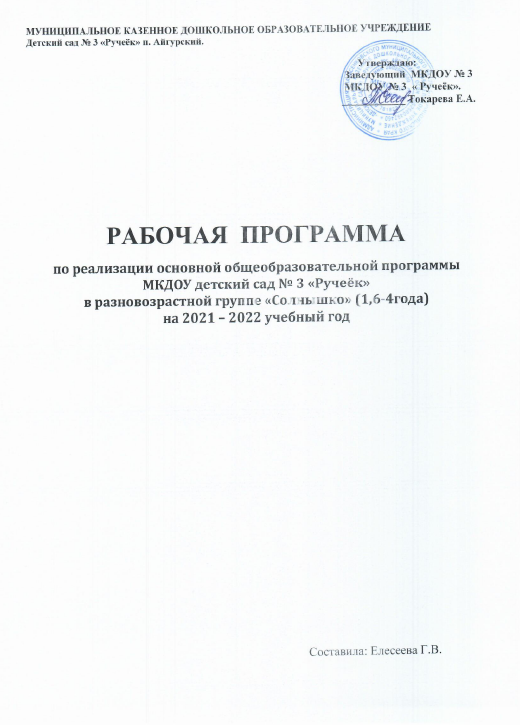 МУНИЦИПАЛЬНОЕ КАЗЕННОЕ ДОШКОЛЬНОЕ ОБРАЗОВАТЕЛЬНОЕ УЧРЕЖДЕНИЕ
Детский сад № 3 «Ручеёк» п. Айгурский.
Утверждаю:
Заведующий МКДОУ № 3
МКДОУ № 3 « Ручеёк».
Токарева Е.А.
РАБОЧАЯ ПРОГРАММА
по реализации основной общеобразовательной программы
МКДОУ детский сад № 3 «Ручеёк»
в разновозрастной группе «Солнышко» (1,6-4года)
на 2021 – 2022 учебный год
Составила: Елесеева Г.В.